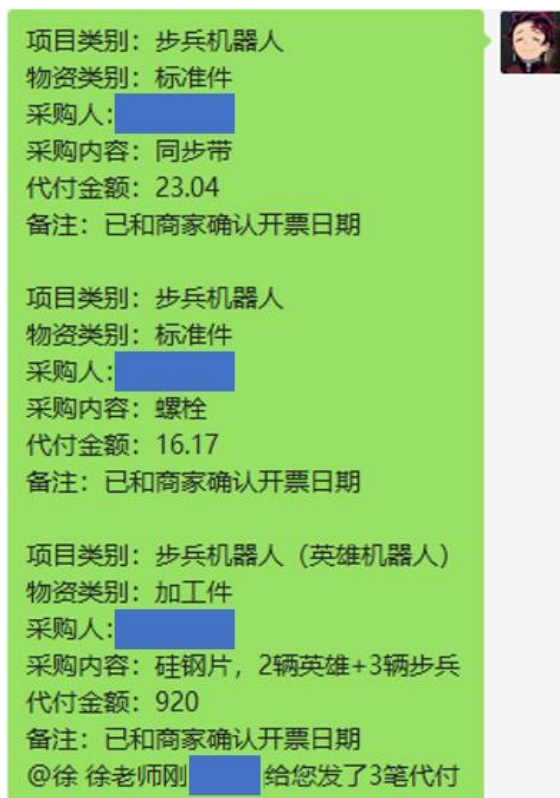 项目类别：步兵机器人
物资类别：标准件
采购人：
采购内容：同步带
代付金额：23.04
备注：已和商家确认开票日期
项目类别：步兵机器人
物资类别：标准件
采购人：
采购内容：螺栓
代付金额：16.17
备注：已和商家确认开票日期
项目类别：步兵机器人（英雄机器人）
物资类别：加工件
采购人：
采购内容：硅钢片，2辆英雄+3辆步兵
代付金额：920
备注：已和商家确认开票日期
@徐 徐老师刚 给您发了3笔代付